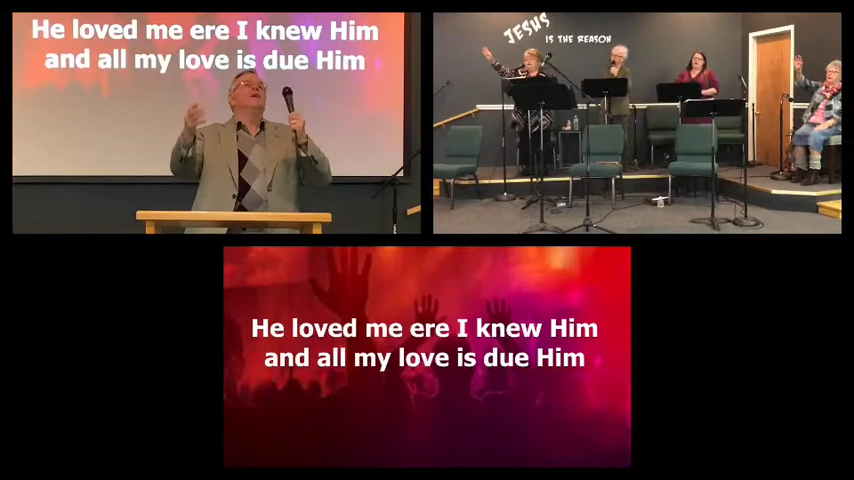 He loved me ere I knew Him
and all my love is due Him
JESUS
IS THE REASON
He loved me ere I knew Him
and all my love is due Him